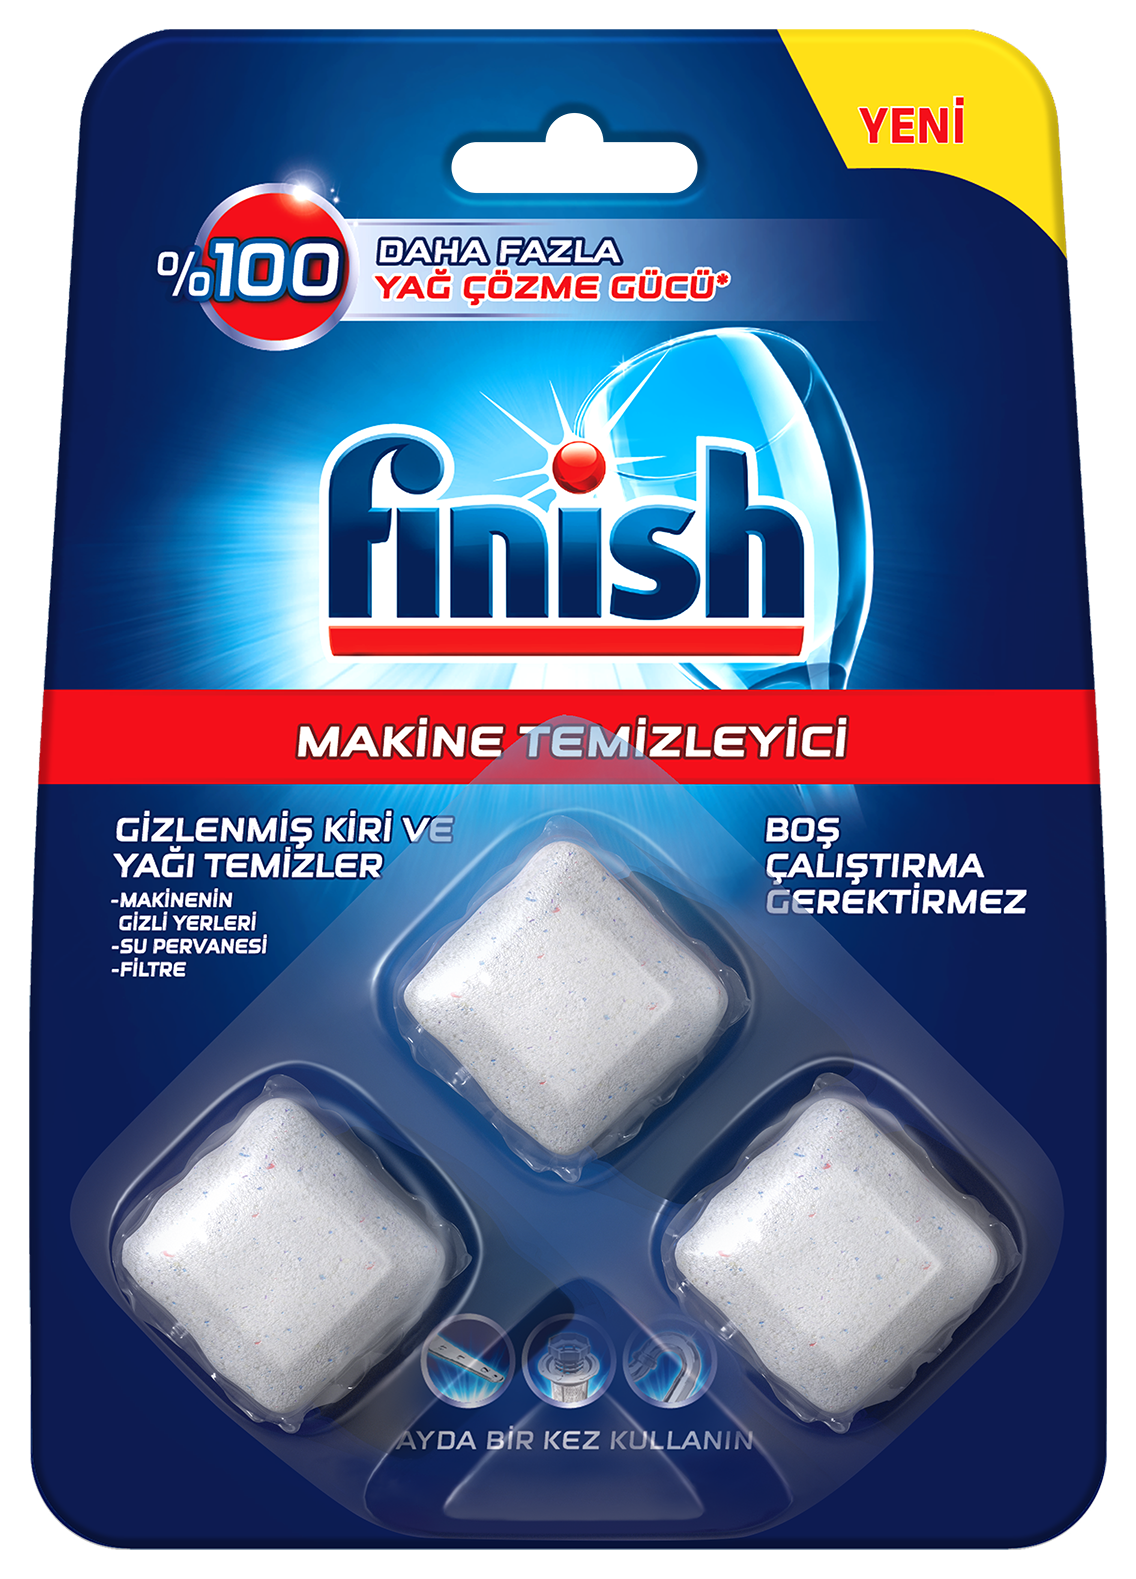 YENİ
%100
DAHA FAZLA
YAĞ ÇÖZME GÜCÜ*
finish
MAKİNE TEMİZLEYİCİ
GİZLENMİŞ KİRİ VE
YAĞI TEMİZLER
-MAKİNENİN
GİZLİ YERLERİ
-SU PERVANESİ
-FİLTRE
BOŞ
ÇALIŞTIRMA
GEREKTİRMEZ
AYDA BİR KEZ KULLANIN